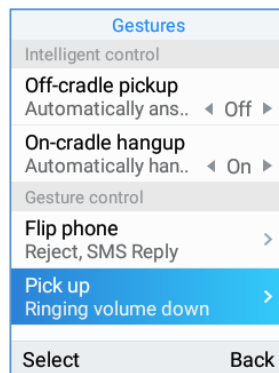 Gestures
Intelligent control
Off-cradle pickup
Automatically ans.. Off
On-cradle hangup
Automatically han.. On
Gesture control
Flip phone
Reject, SMS Reply
Pick up
Ringing volume down
Select Back